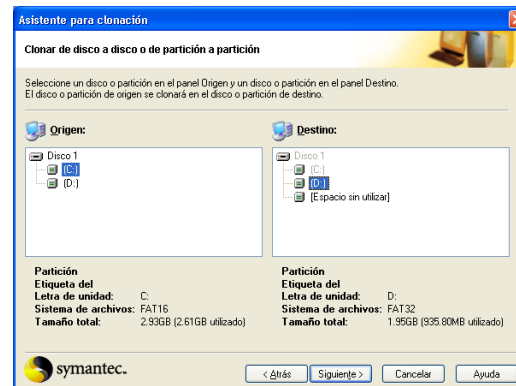 Asistente para clonación
Clonar de disco a disco o de partición a partición
Seleccione un disco o partición en el panel Origen y un disco o partición en el panel Destino.
El disco o partición de origen se clonará en el disco o partición de destino.
Origen:
Disco 1
(C:)
(D:)
Destino:
Disco 1
(C:)
(D:)
[Espacio sin utilizar]
Partición
Etiqueta del
Letra de unidad: C:
Sistema de archivos: FAT16
Tamaño total: 2.93GB (2.61GB utilizado)
Partición
Etiqueta del
Letra de unidad: D:
Sistema de archivos: FAT32
Tamaño total: 1.95GB (935.80MB utilizado)
symantec.
< Atrás
Siguiente >
Cancelar
Ayuda